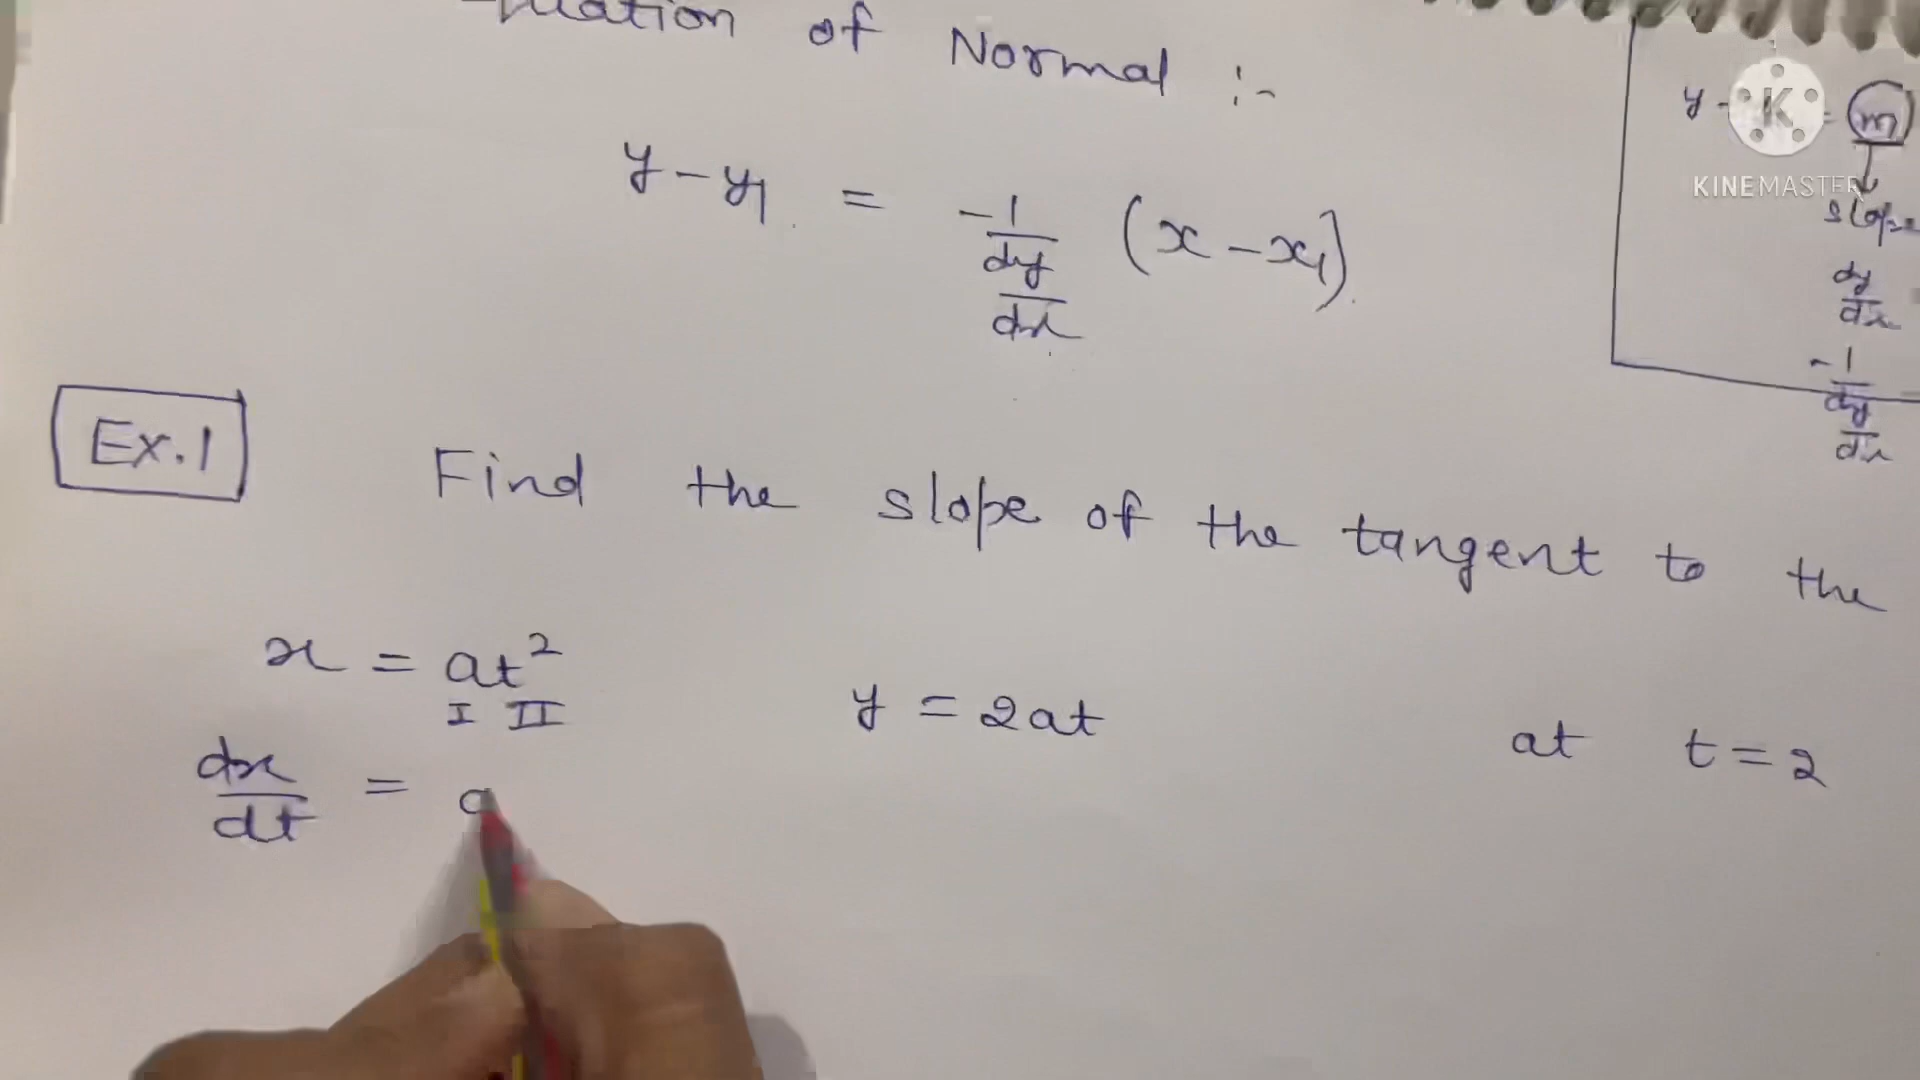 of Normal :-
y - y₁ = -1/(dy/dx) (x - x₁)
y - = m
KINEMASTER
slope
dy/dx
-1/(dy/dx)
Ex.1 Find the slope of the tangent to the
x = at² y = 2at at t = 2
I II
dx/dt = a